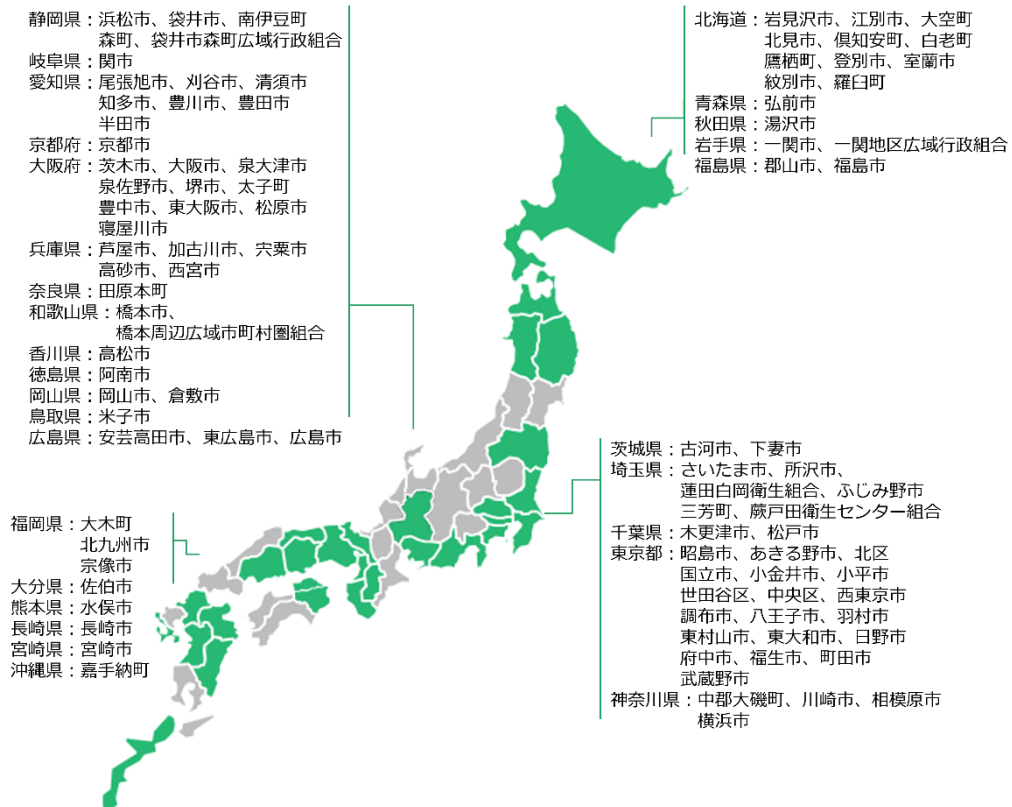 静岡県：浜松市、袋井市、南伊豆町
森町、袋井市森町広域行政組合
岐阜県：関市
愛知県：尾張旭市、刈谷市、清須市
知多市、豊川市、豊田市
半田市
京都府：京都市
大阪府：茨木市、大阪市、泉大津市
泉佐野市、堺市、太子町
豊中市、東大阪市、松原市
寝屋川市
兵庫県：芦屋市、加古川市、宍粟市
高砂市、西宮市
奈良県：田原本町
和歌山県：橋本市、
橋本周辺広域市町村圏組合
香川県：高松市
徳島県：阿南市
岡山県：岡山市、倉敷市
鳥取県：米子市
広島県：安芸高田市、東広島市、広島市
北海道：岩見沢市、江別市、大空町
北見市、倶知安町、白老町
鷹栖町、登別市、室蘭市
紋別市、羅臼町
青森県：弘前市
秋田県：湯沢市
岩手県：一関市、一関地区広域行政組合
福島県：郡山市、福島市
茨城県：古河市、下妻市
埼玉県：さいたま市、所沢市、
蓮田白岡衛生組合、ふじみ野市
三芳町、蕨戸田衛生センター組合
千葉県：木更津市、松戸市
東京都：昭島市、あきる野市、北区
国立市、小金井市、小平市
世田谷区、中央区、西東京市
調布市、八王子市、羽村市
東村山市、東大和市、日野市
府中市、福生市、町田市
武蔵野市
神奈川県：中郡大磯町、川崎市、相模原市
横浜市
福岡県：大木町
北九州市
宗像市
大分県：佐伯市
熊本県：水俣市
長崎県：長崎市
宮崎県：宮崎市
沖縄県：嘉手納町